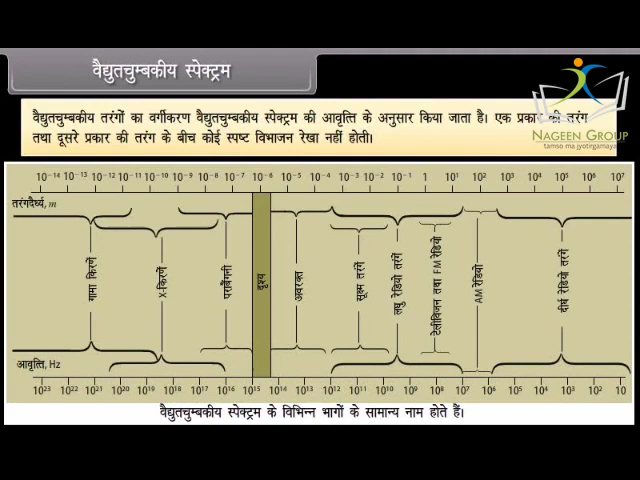 वैद्युतचुम्बकीय स्पेक्ट्रम
NAGEEN GROUP
tamso ma jyotirgamaya
वैद्युतचुम्बकीय तरंगों का वर्गीकरण वैद्युतचुम्बकीय स्पेक्ट्रम की आवृत्ति के अनुसार किया जाता है। एक प्रकार की तरंग
तथा दूसरे प्रकार की तरंग के बीच कोई स्पष्ट विभाजन रेखा नहीं होती।
10⁻¹⁴ 10⁻¹³ 10⁻¹² 10⁻¹¹ 10⁻¹⁰ 10⁻⁹ 10⁻⁸ 10⁻⁷ 10⁻⁶ 10⁻⁵ 10⁻⁴ 10⁻³ 10⁻² 10⁻¹ 1 10¹ 10² 10³ 10⁴ 10⁵ 10⁶ 10⁷
तरंगदैर्ध्य, m
गामा किरणें
X-किरणें
पराबैंगनी
दृश्य
अवरक्त
सूक्ष्म तरंगें
लघु रेडियो तरंगें
टेलीविजन तथा FM रेडियो
AM रेडियो
दीर्घ रेडियो तरंगें
आवृत्ति, Hz
10²³ 10²² 10²¹ 10²⁰ 10¹⁹ 10¹⁸ 10¹⁷ 10¹⁶ 10¹⁵ 10¹⁴ 10¹³ 10¹² 10¹¹ 10¹⁰ 10⁹ 10⁸ 10⁷ 10⁶ 10⁵ 10⁴ 10³ 10² 10
वैद्युतचुम्बकीय स्पेक्ट्रम के विभिन्न भागों के सामान्य नाम होते हैं।